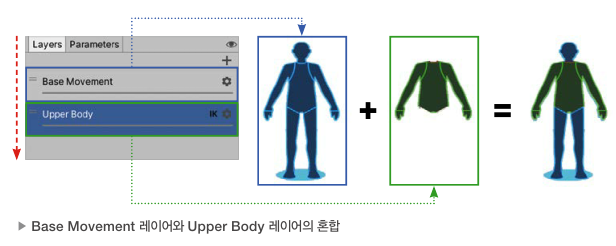 Layers Parameters
Base Movement
Upper Body IK
▶ Base Movement 레이어와 Upper Body 레이어의 혼합